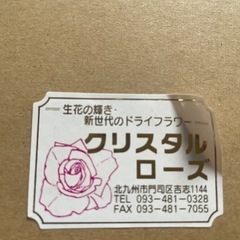 生花の輝き・
新世代のドライフラワー
クリスタル
ローズ
北九州市門司区吉志1144
TEL 093-481-0328
FAX 093-481-7055